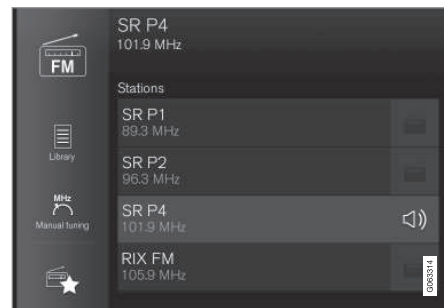 SR P4
101.9 MHz
FM
Stations
SR P1
89.3 MHz
Library
SR P2
96.3 MHz
MHz
Manual tuning
SR P4
101.9 MHz
RIX FM
105.9 MHz
G063314